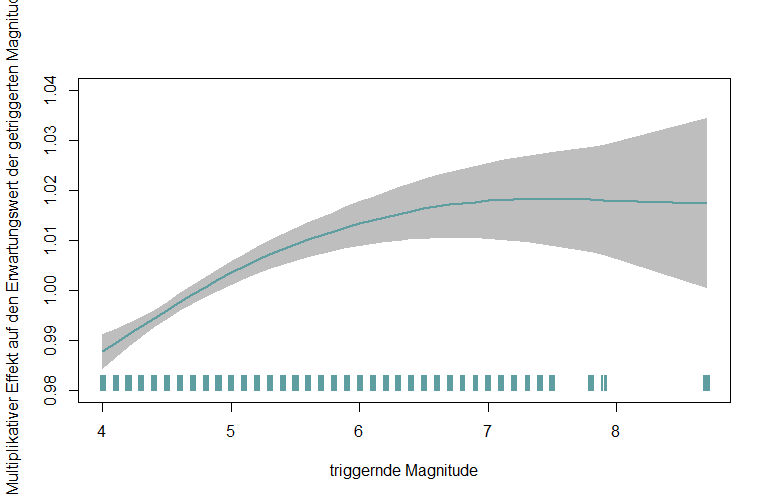 Multiplikativer Effekt auf den Erwartungswert der getriggerten
1.04
1.03
1.02
1.01
1.00
0.99
0.98
4 5 6 7 8
triggernde Magnitude